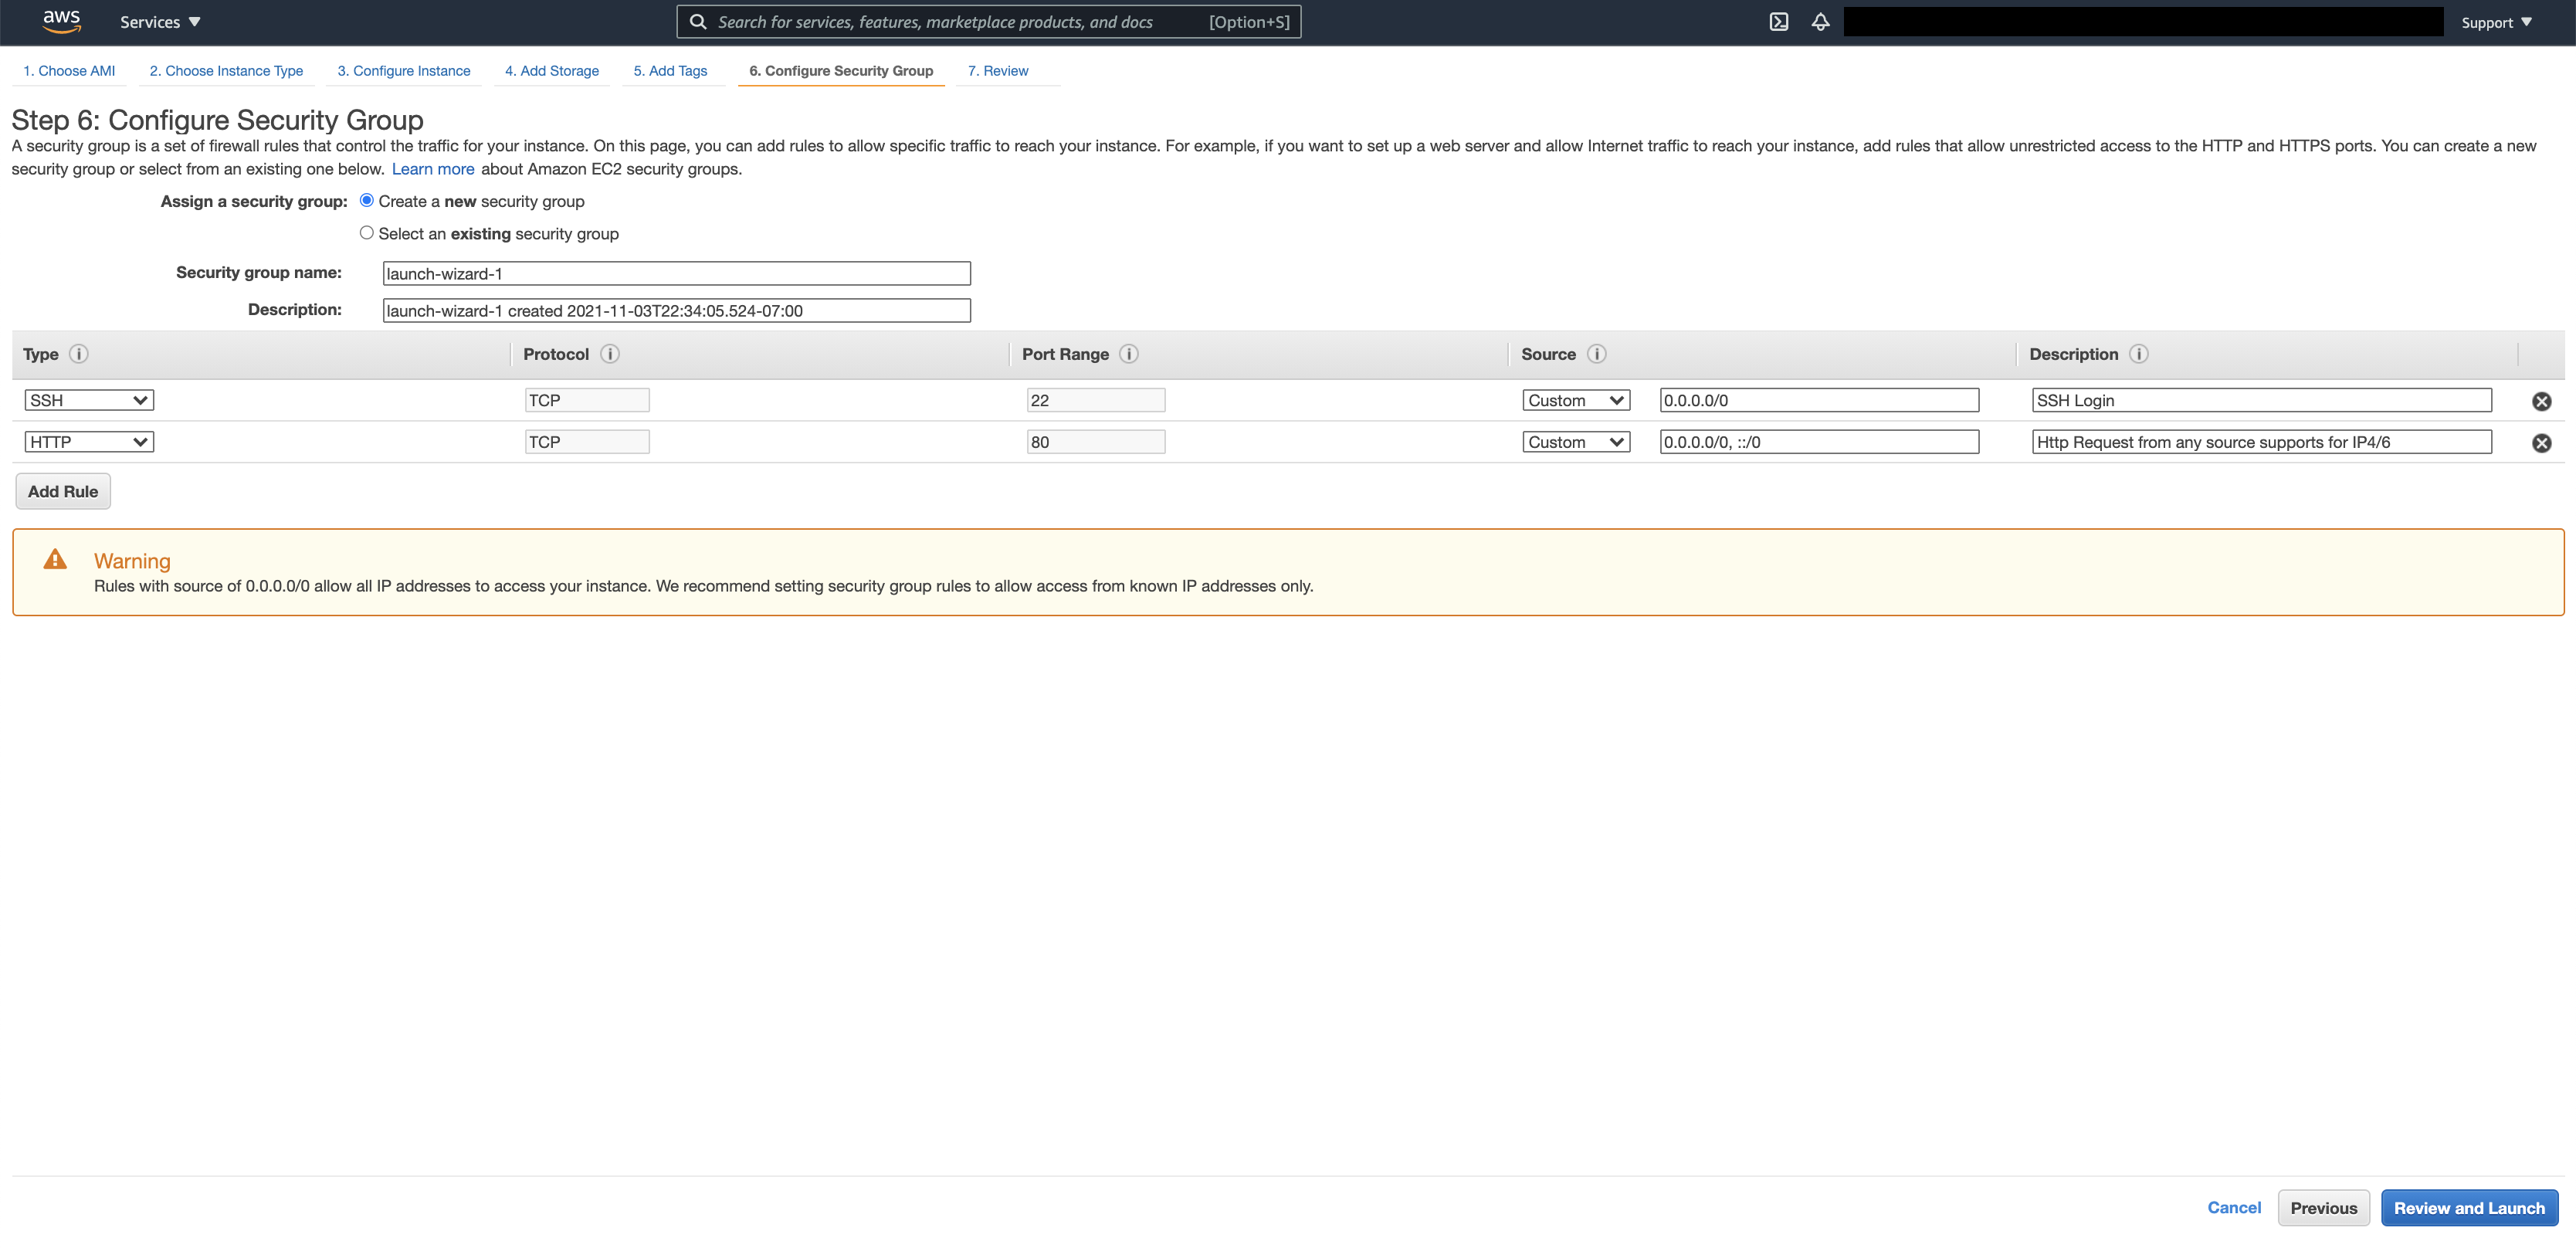 aws Services Search for services, features, marketplace products, and docs [Option+S] Support
1. Choose AMI 2. Choose Instance Type 3. Configure Instance 4. Add Storage 5. Add Tags 6. Configure Security Group 7. Review
Step 6: Configure Security Group
A security group is a set of firewall rules that control the traffic for your instance. On this page, you can add rules to allow specific traffic to reach your instance. For example, if you want to set up a web server and allow Internet traffic to reach your instance, add rules that allow unrestricted access to the HTTP and HTTPS ports. You can create a new
security group or select from an existing one below. Learn more about Amazon EC2 security groups.
Assign a security group: Create a new security group
Select an existing security group
Security group name: launch-wizard-1
Description: launch-wizard-1 created 2021-11-03T22:34:05.524-07:00
Type i Protocol i Port Range i Source i Description i
SSH TCP 22 Custom 0.0.0.0/0 SSH Login
HTTP TCP 80 Custom 0.0.0.0/0, ::/0 Http Request from any source supports for IP4/6
Add Rule
Warning
Rules with source of 0.0.0.0/0 allow all IP addresses to access your instance. We recommend setting security group rules to allow access from known IP addresses only.
Cancel Previous Review and Launch